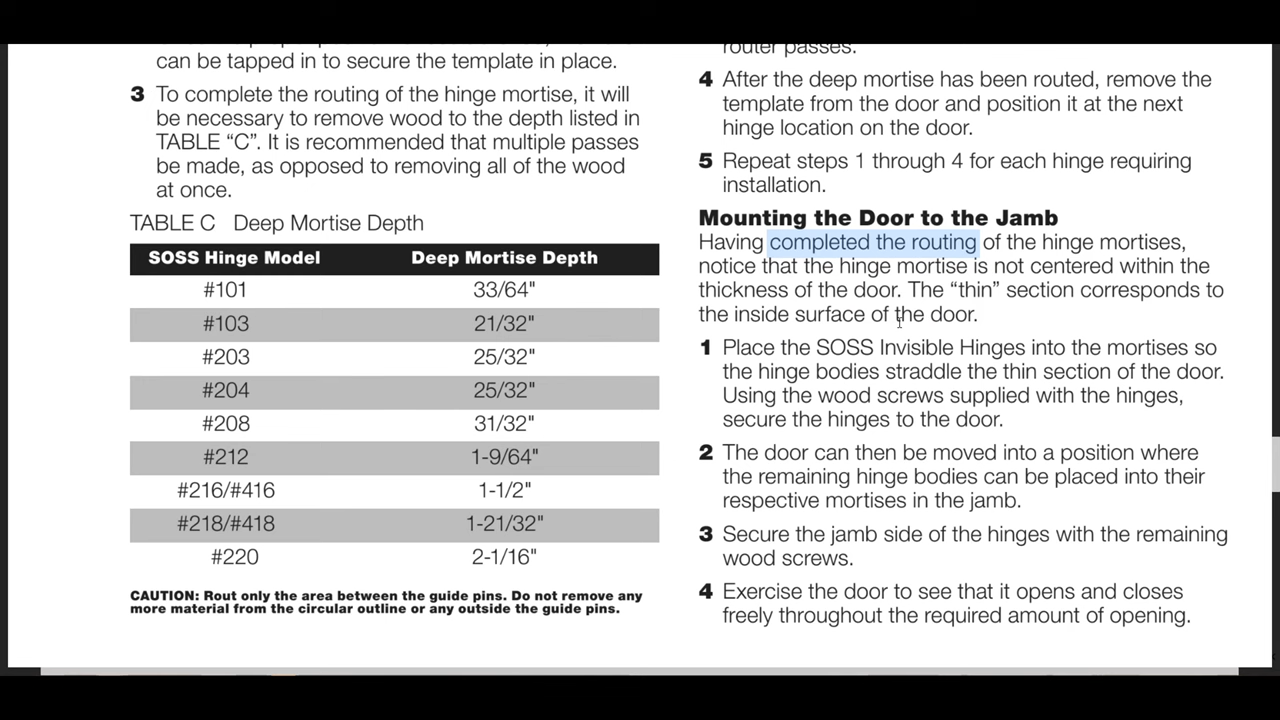 can be tapped in to secure the template in place.
3 To complete the routing of the hinge mortise, it will
be necessary to remove wood to the depth listed in
TABLE “C”. It is recommended that multiple passes
be made, as opposed to removing all of the wood
at once.
TABLE C Deep Mortise Depth
SOSS Hinge Model Deep Mortise Depth
#101 33/64"
#103 21/32"
#203 25/32"
#204 25/32"
#208 31/32"
#212 1-9/64"
#216/#416 1-1/2"
#218/#418 1-21/32"
#220 2-1/16"
CAUTION: Rout only the area between the guide pins. Do not remove any
more material from the circular outline or any outside the guide pins.
router passes.
4 After the deep mortise has been routed, remove the
template from the door and position it at the next
hinge location on the door.
5 Repeat steps 1 through 4 for each hinge requiring
installation.
Mounting the Door to the Jamb
Having completed the routing of the hinge mortises,
notice that the hinge mortise is not centered within the
thickness of the door. The “thin” section corresponds to
the inside surface of the door.
1 Place the SOSS Invisible Hinges into the mortises so
the hinge bodies straddle the thin section of the door.
Using the wood screws supplied with the hinges,
secure the hinges to the door.
2 The door can then be moved into a position where
the remaining hinge bodies can be placed into their
respective mortises in the jamb.
3 Secure the jamb side of the hinges with the remaining
wood screws.
4 Exercise the door to see that it opens and closes
freely throughout the required amount of opening.